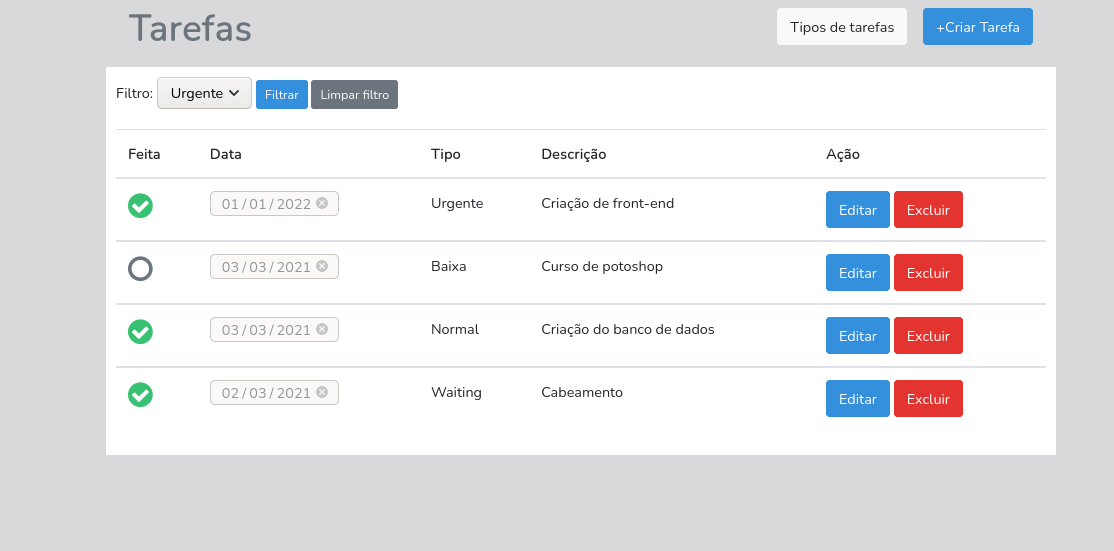 Tarefas
Tipos de tarefas
+Criar Tarefa
Filtro: Urgente Filtrar Limpar filtro
Feita Data Tipo Descrição Ação
01/01/2022 Urgente Criação de front-end Editar Excluir
03/03/2021 Baixa Curso de potoshop Editar Excluir
03/03/2021 Normal Criação do banco de dados Editar Excluir
02/03/2021 Waiting Cabeamento Editar Excluir